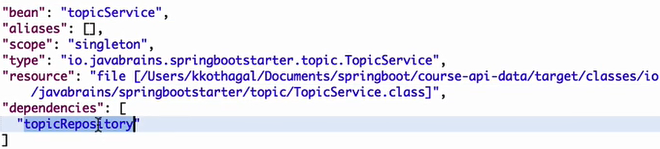 "bean": "topicService",
"aliases": [],
"scope": "singleton",
"type": "io.javabrains.springbootstarter.topic.TopicService",
"resource": "file [/Users/kkothagal/Documents/springboot/course-api-data/target/classes/io
/javabrains/springbootstarter/topic/TopicService.class]",
"dependencies": [
"topicRepository"
]